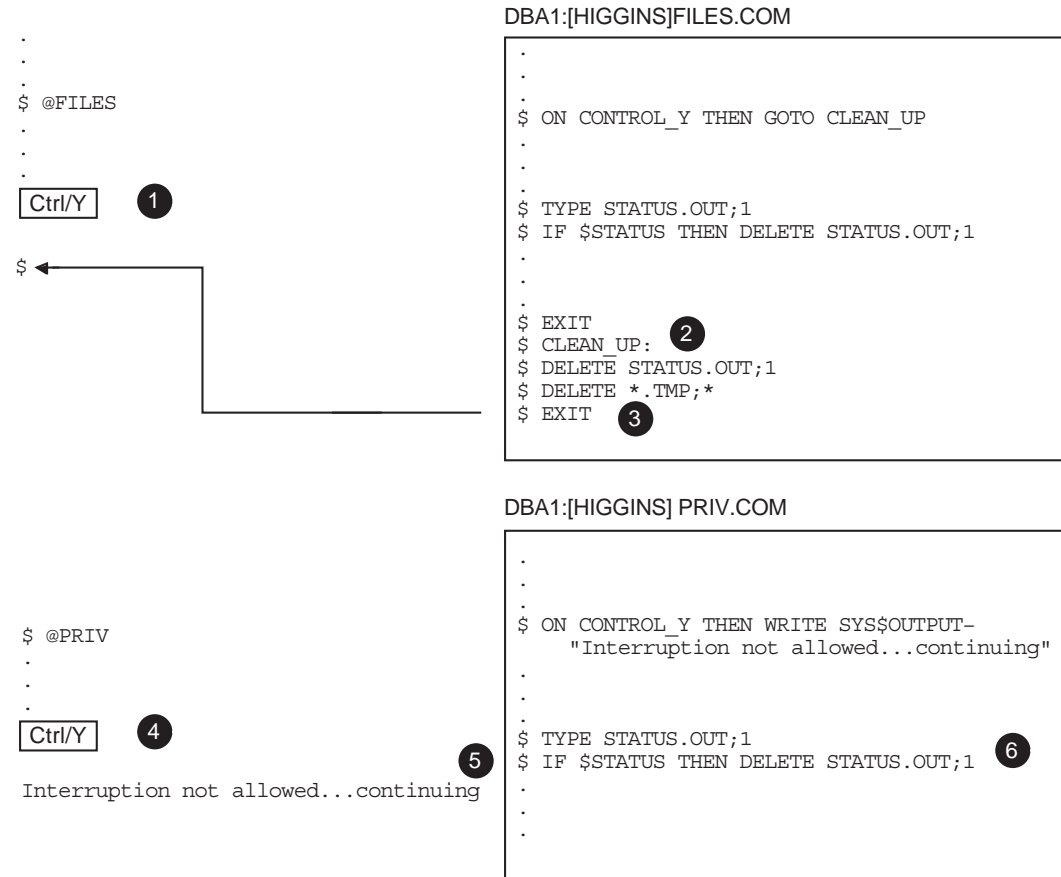 DBA1:[HIGGINS]FILES.COM
.
.
.
$ @FILES
.
.
.
Ctrl/Y
1
$
.
.
.
$ ON CONTROL_Y THEN GOTO CLEAN_UP
.
.
.
$ TYPE STATUS.OUT;1
$ IF $STATUS THEN DELETE STATUS.OUT;1
.
.
.
$ EXIT
$ CLEAN_UP:
2
$ DELETE STATUS.OUT;1
$ DELETE *.TMP;*
$ EXIT
3
DBA1:[HIGGINS] PRIV.COM
$ @PRIV
.
.
.
Ctrl/Y
4
5
Interruption not allowed...continuing
.
.
.
$ ON CONTROL_Y THEN WRITE SYS$OUTPUT-
"Interruption not allowed...continuing"
.
.
.
$ TYPE STATUS.OUT;1
$ IF $STATUS THEN DELETE STATUS.OUT;1
6
.
.
.